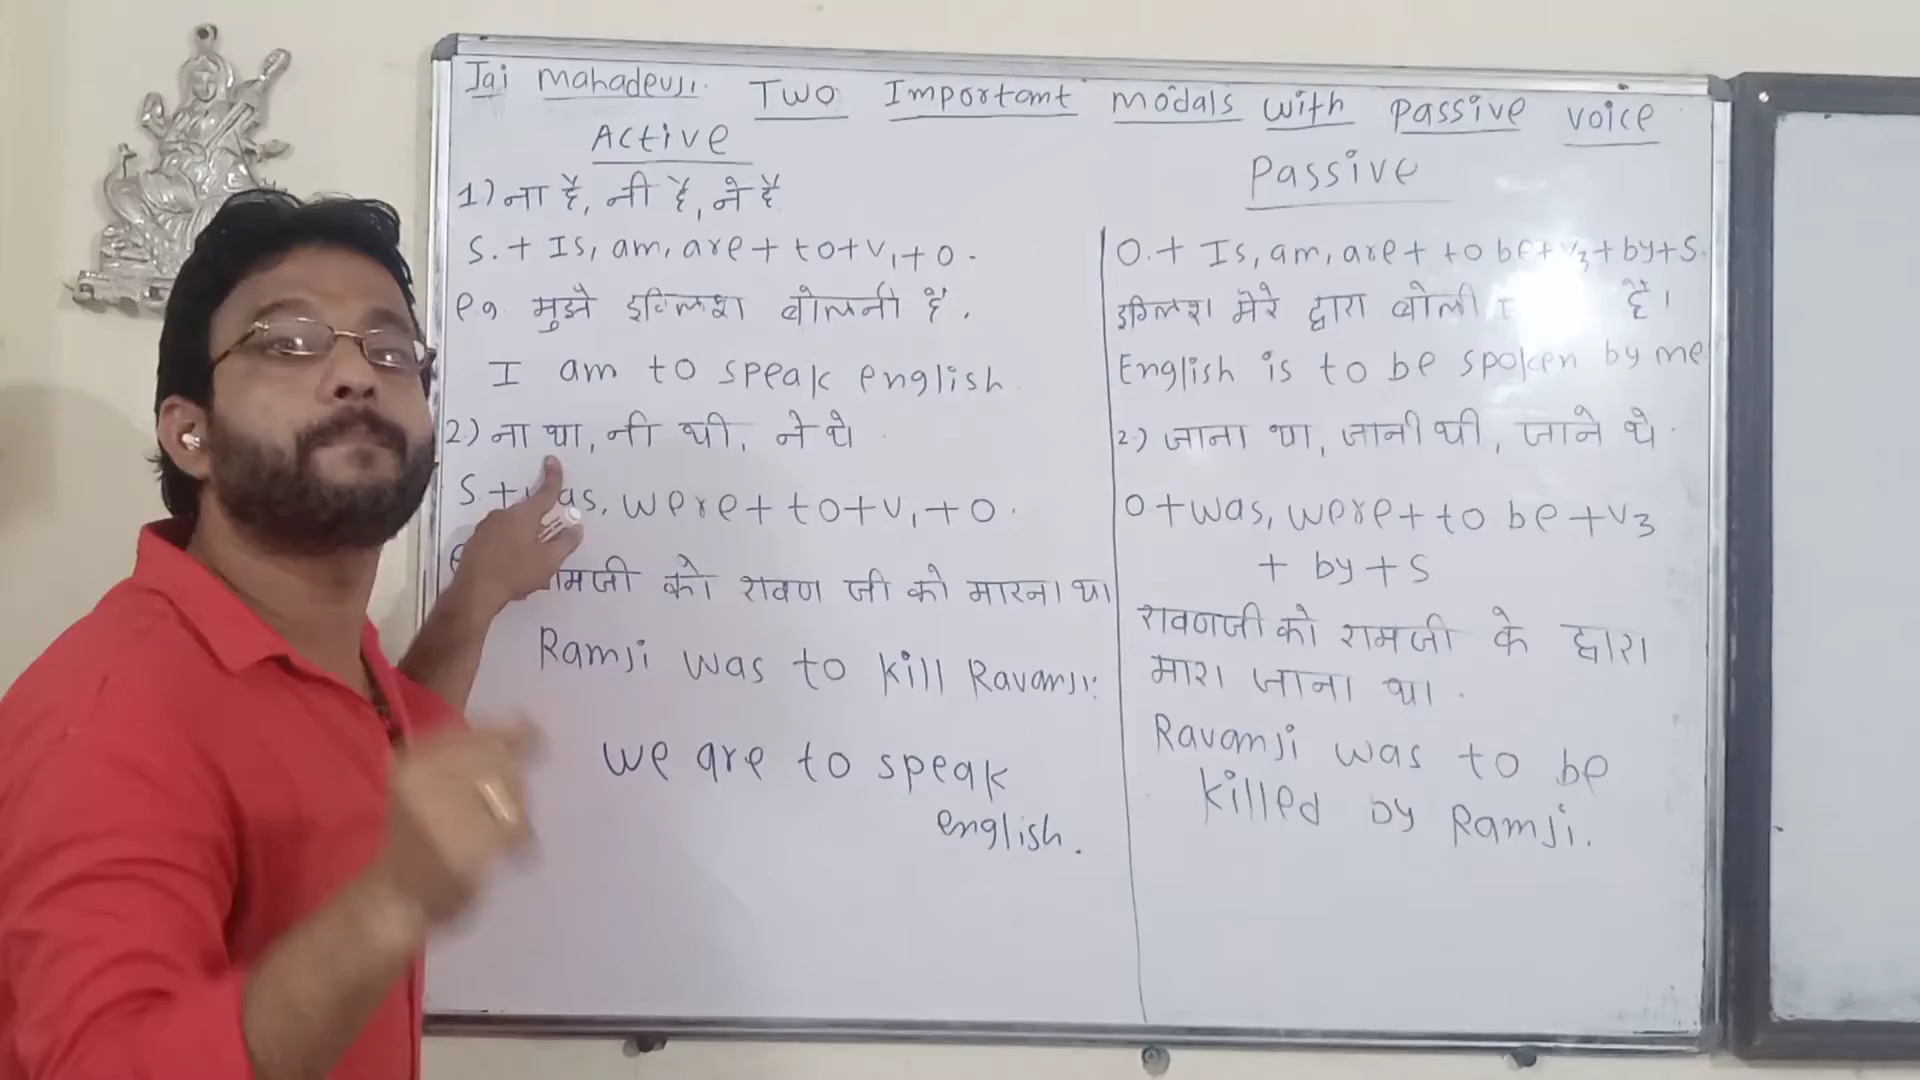 Jai Mahadevji. Two Important Modals with Passive Voice
Active
1) ना है, नी है, ने हैं
S. + Is, am, are + to + V1 + O.
e.g. मुझे इंग्लिश बोलनी है.
I am to speak english.
2.) ना था, नी थी, ने थे
S + was, were + to + V1 + O.
को रावण जी को मारना था।
Ramji was to kill Ravanji.
We are to speak
english.
Passive
O. + Is, am, are + to be + V3 + by + S.
इंग्लिश मेरे द्वारा बोली है।
English is to be spoken by me
2.) जाना था, जानी थी, जाने थे
O + was, were + to be + V3
+ by + S
रावणजी को रामजी के द्वारा
मारा जाना था.
Ravanji was to be
killed by Ramji.